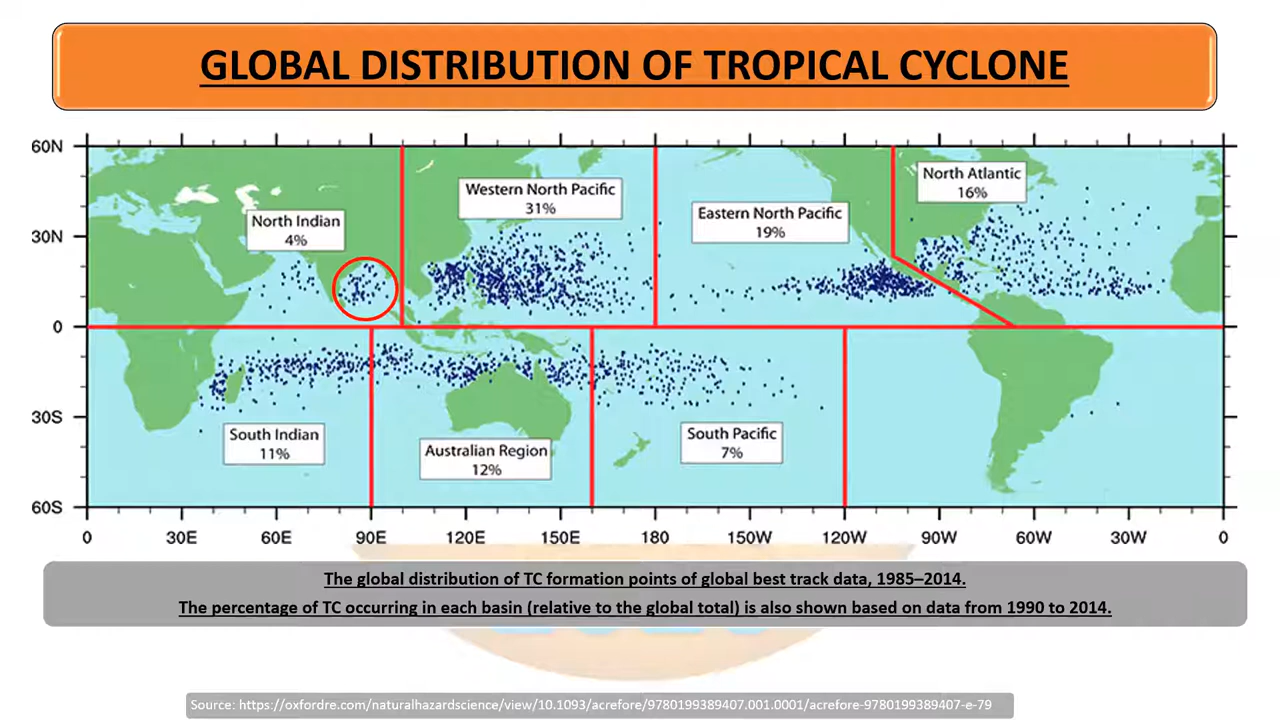 GLOBAL DISTRIBUTION OF TROPICAL CYCLONE
60N
30N
0
30S
60S
North Indian
4%
Western North Pacific
31%
Eastern North Pacific
19%
North Atlantic
16%
South Indian
11%
Australian Region
12%
South Pacific
7%
0 30E 60E 90E 120E 150E 180 150W 120W 90W 60W 30W 0
The global distribution of TC formation points of global best track data, 1985–2014.
The percentage of TC occurring in each basin (relative to the global total) is also shown based on data from 1990 to 2014.
Source: https://oxfordre.com/naturalhazardscience/view/10.1093/acrefore/9780199389407.001.0001/acrefore-9780199389407-e-79